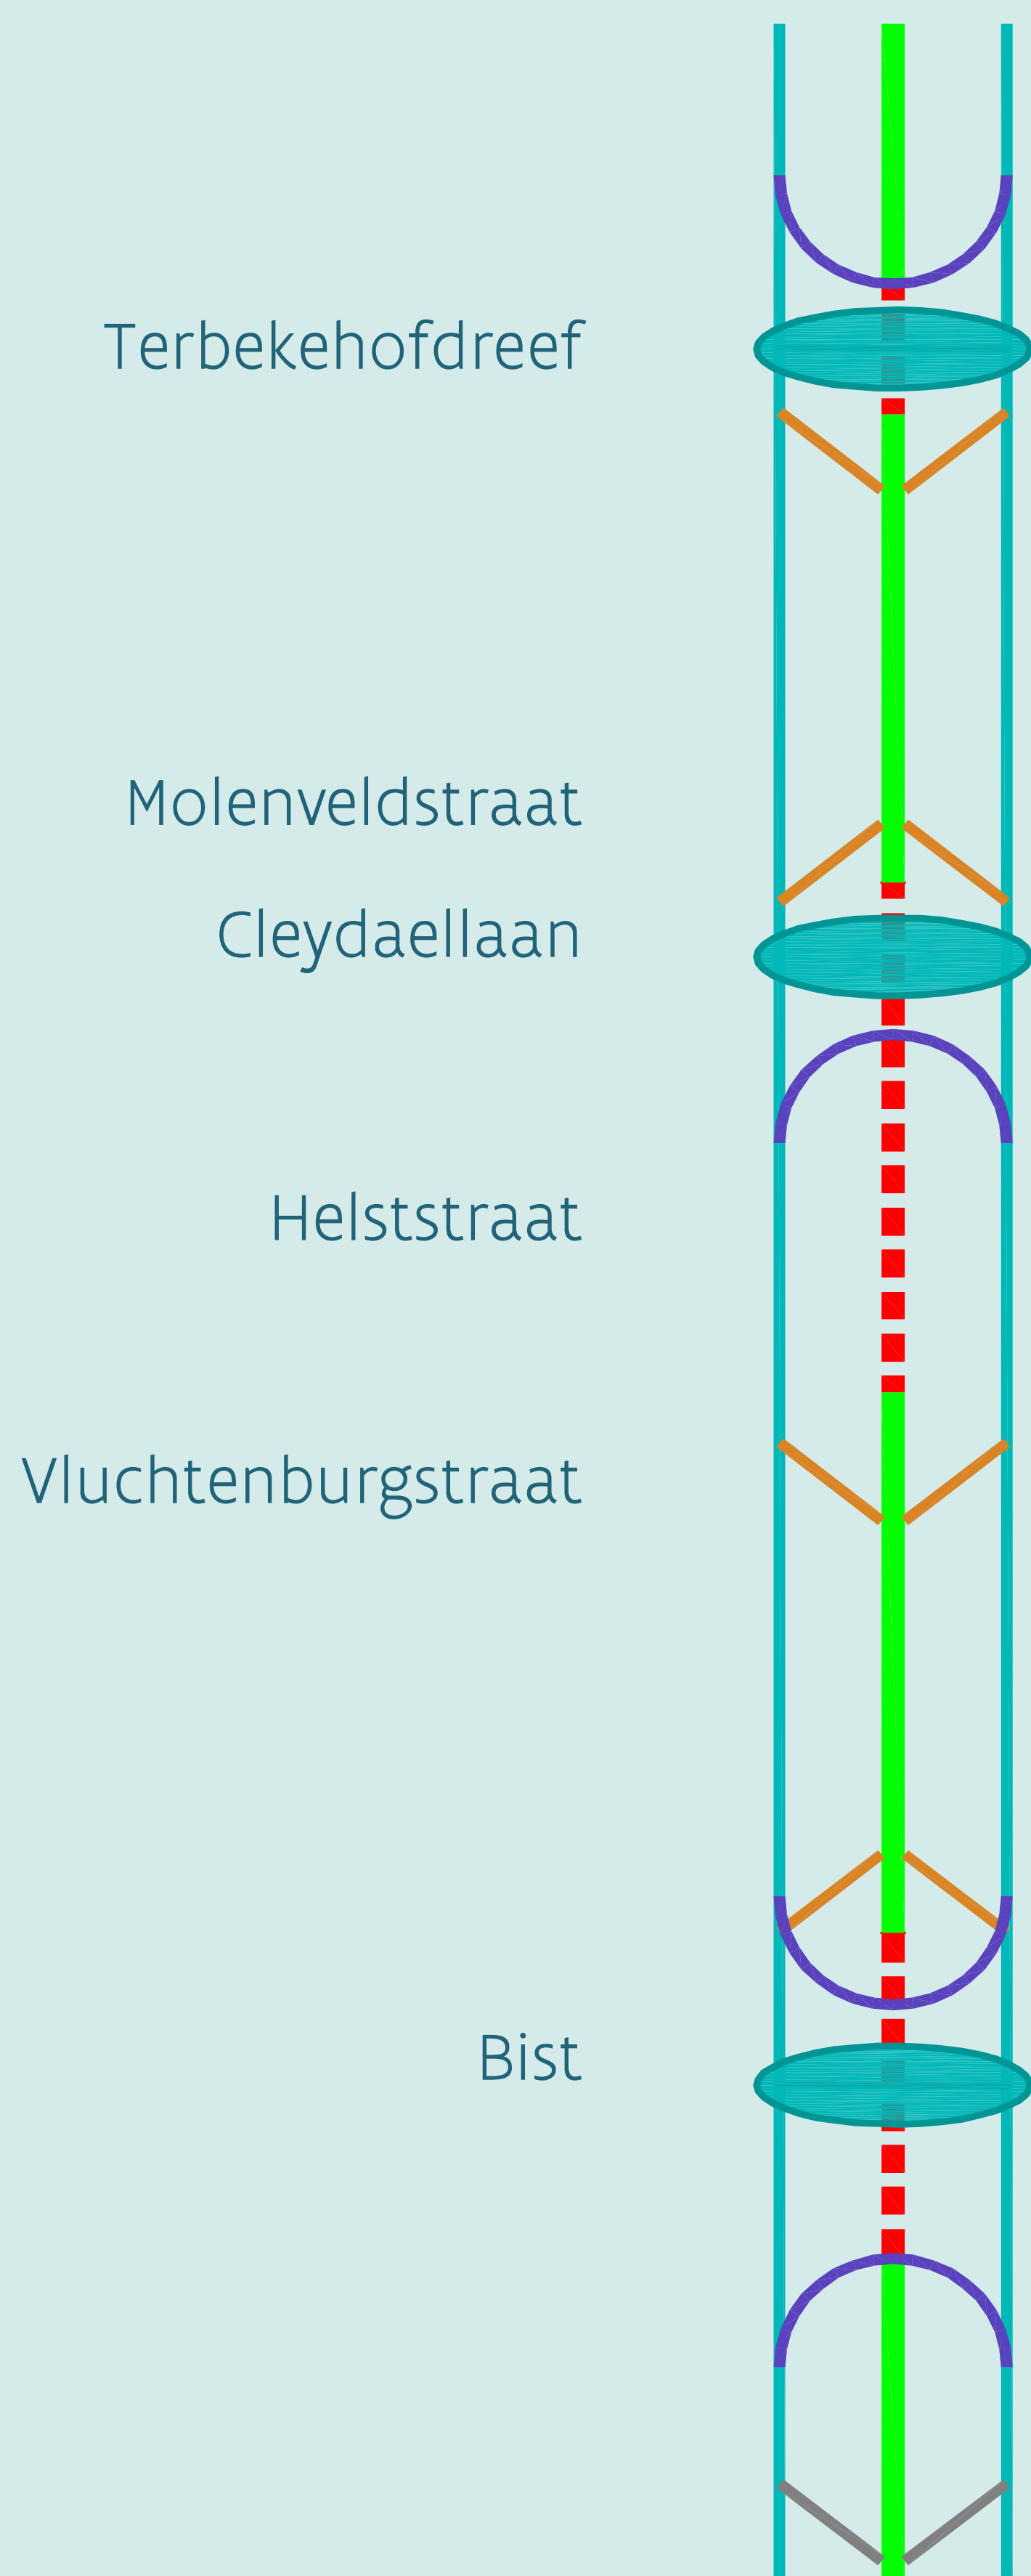 Terbekehofdreef
Molenveldstraat
Cleydaellaan
Helststraat
Vluchtenburgstraat
Bist